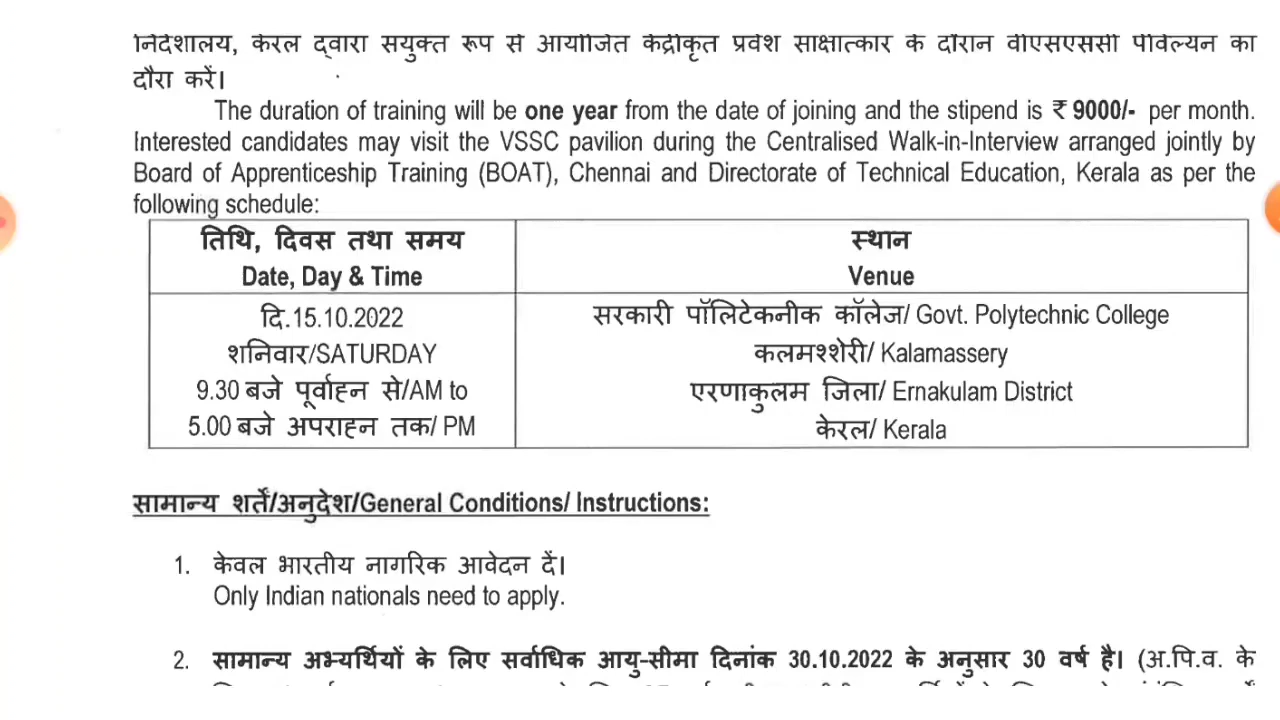 निदेशालय, केरल द्वारा संयुक्त रूप से आयोजित केंद्रीकृत प्रवेश साक्षात्कार के दौरान वीएसएससी पविल्यन का
दौरा करें।
The duration of training will be one year from the date of joining and the stipend is ₹ 9000/- per month.
Interested candidates may visit the VSSC pavilion during the Centralised Walk-in-Interview arranged jointly by
Board of Apprenticeship Training (BOAT), Chennai and Directorate of Technical Education, Kerala as per the
following schedule:
तिथि, दिवस तथा समय
Date, Day & Time
स्थान
Venue
दि.15.10.2022
शनिवार/SATURDAY
9.30 बजे पूर्वाह्न से/AM to
5.00 बजे अपराह्न तक/ PM
सरकारी पॉलिटेकनीक कॉलेज/ Govt. Polytechnic College
कलमश्शेरी/ Kalamassery
एरणाकुलम जिला/ Ernakulam District
केरल/ Kerala
सामान्य शर्तें/अनुदेश/General Conditions/ Instructions:
1. केवल भारतीय नागरिक आवेदन दें।
Only Indian nationals need to apply.
2. सामान्य अभ्यर्थियों के लिए सर्वाधिक आयु-सीमा दिनांक 30.10.2022 के अनुसार 30 वर्ष है। (अ.पि.व. के